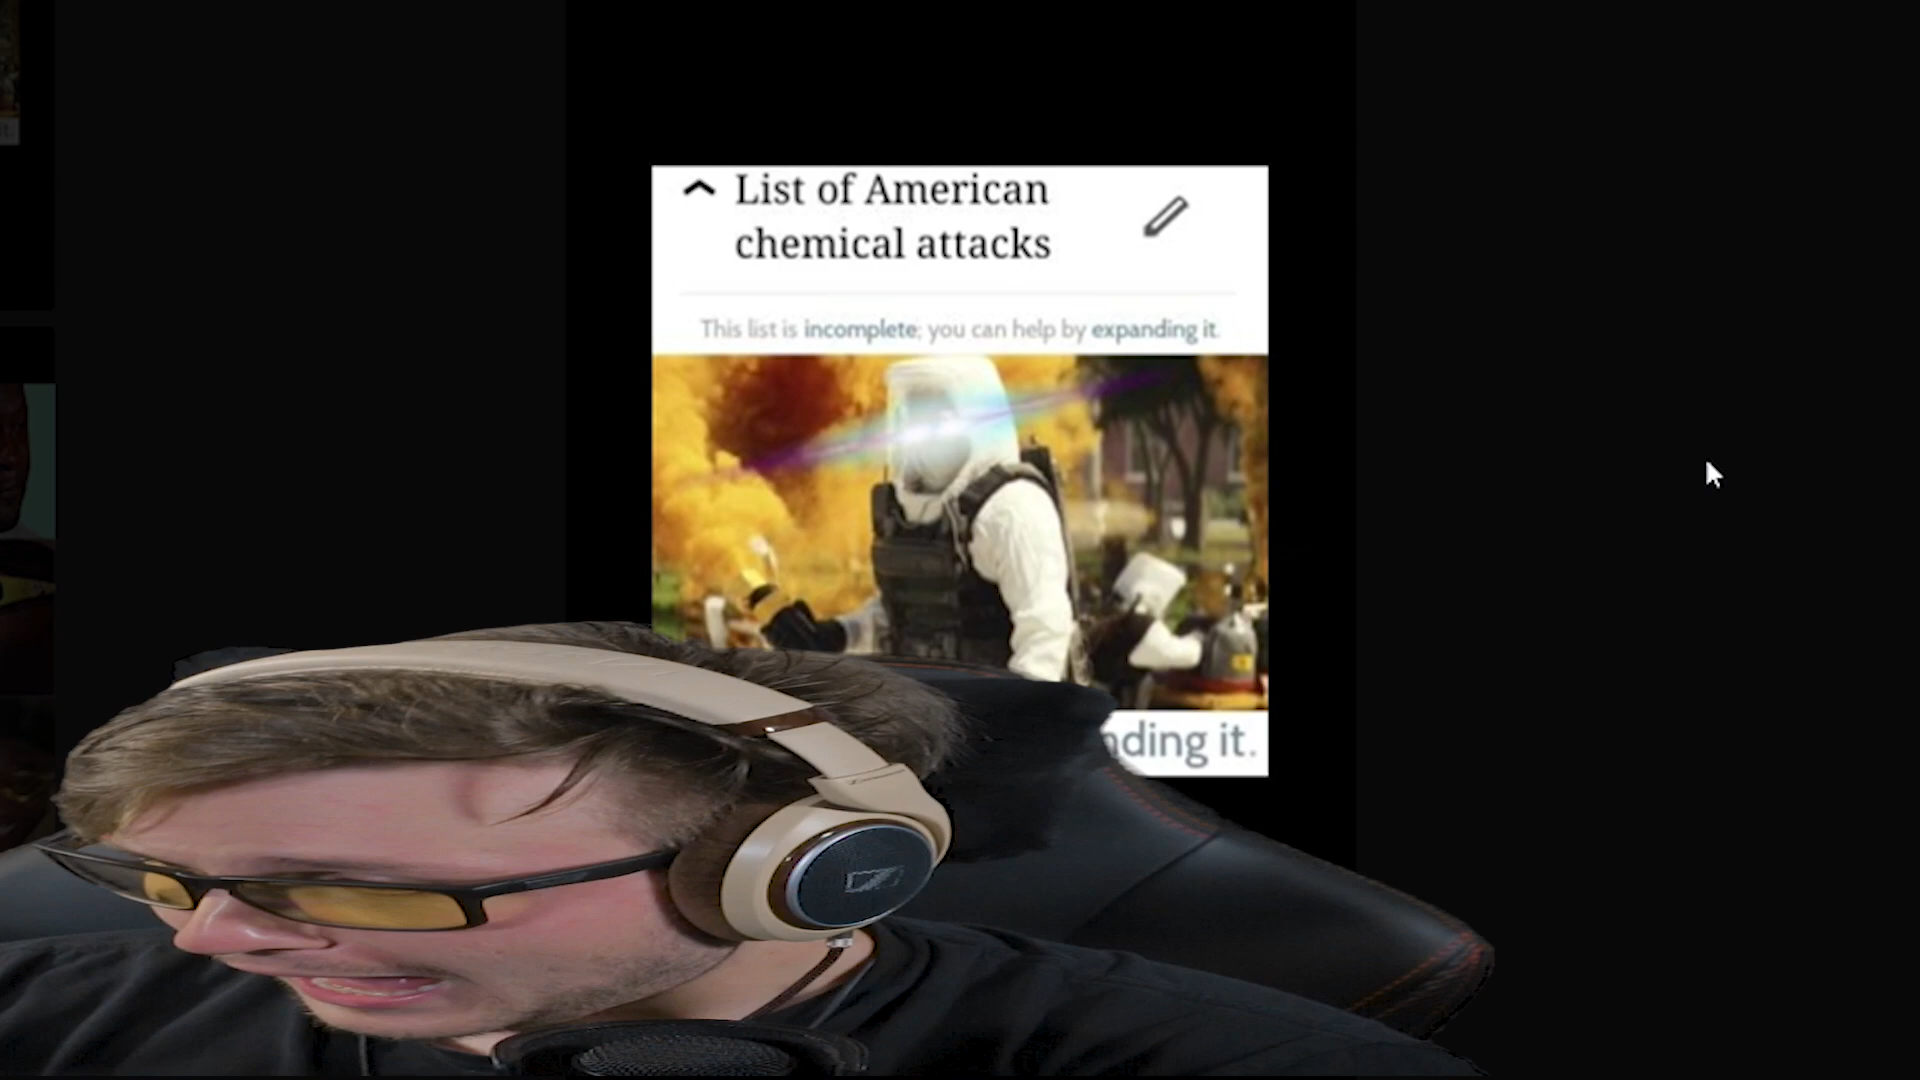 List of American
chemical attacks
This list is incomplete; you can help by expanding it.
nding it.